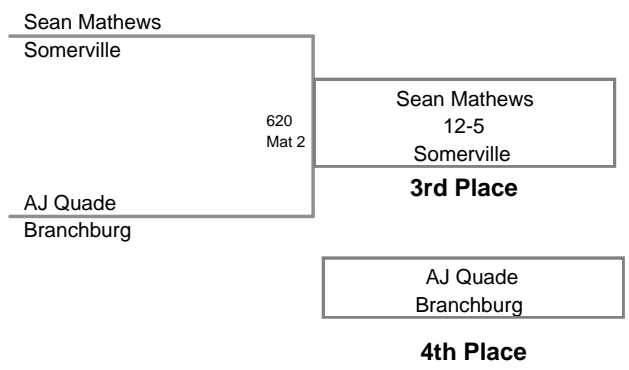 Sean Mathews
Somerville
620
Mat 2
Sean Mathews
12-5
Somerville
3rd Place
AJ Quade
Branchburg
AJ Quade
Branchburg
4th Place